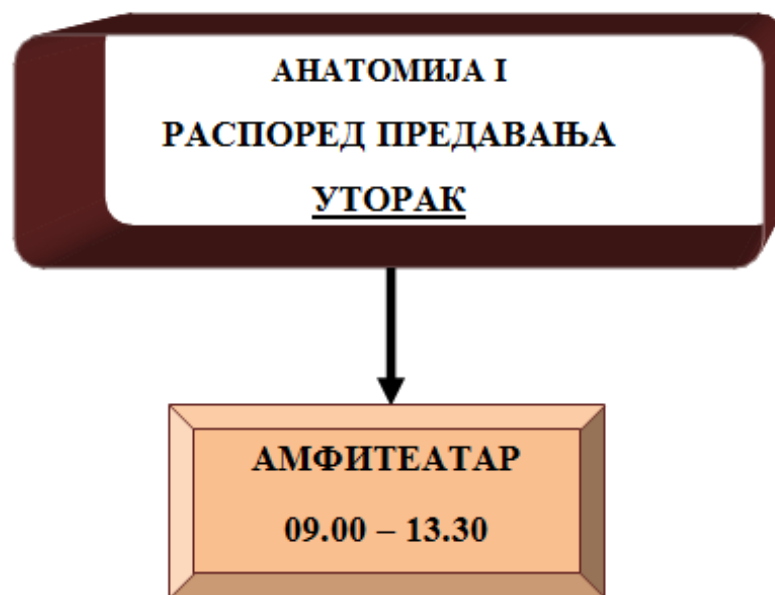 АНАТОМИЈА I
РАСПОРЕД ПРЕДАВАЊА
УТОРАК
АМФИТЕАТАР
09.00 – 13.30